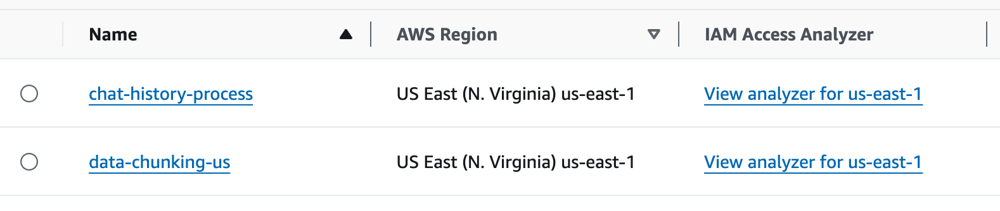 Name AWS Region IAM Access Analyzer
chat-history-process US East (N. Virginia) us-east-1 View analyzer for us-east-1
data-chunking-us US East (N. Virginia) us-east-1 View analyzer for us-east-1